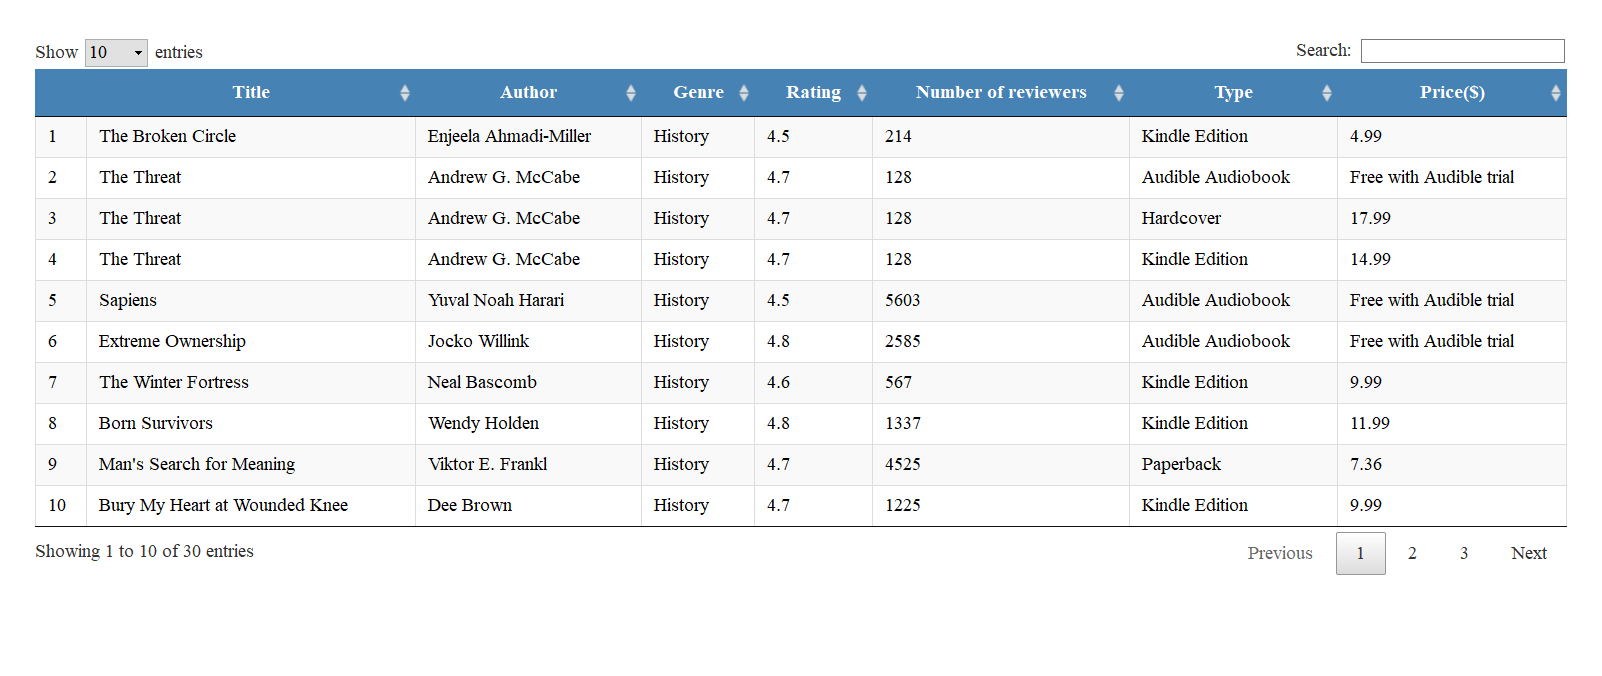 Show 10 entries Search:
Title Author Genre Rating Number of reviewers Type Price($)
1 The Broken Circle Enjeela Ahmadi-Miller History 4.5 214 Kindle Edition 4.99
2 The Threat Andrew G. McCabe History 4.7 128 Audible Audiobook Free with Audible trial
3 The Threat Andrew G. McCabe History 4.7 128 Hardcover 17.99
4 The Threat Andrew G. McCabe History 4.7 128 Kindle Edition 14.99
5 Sapiens Yuval Noah Harari History 4.5 5603 Audible Audiobook Free with Audible trial
6 Extreme Ownership Jocko Willink History 4.8 2585 Audible Audiobook Free with Audible trial
7 The Winter Fortress Neal Bascomb History 4.6 567 Kindle Edition 9.99
8 Born Survivors Wendy Holden History 4.8 1337 Kindle Edition 11.99
9 Man's Search for Meaning Viktor E. Frankl History 4.7 4525 Paperback 7.36
10 Bury My Heart at Wounded Knee Dee Brown History 4.7 1225 Kindle Edition 9.99
Showing 1 to 10 of 30 entries Previous 1 2 3 Next